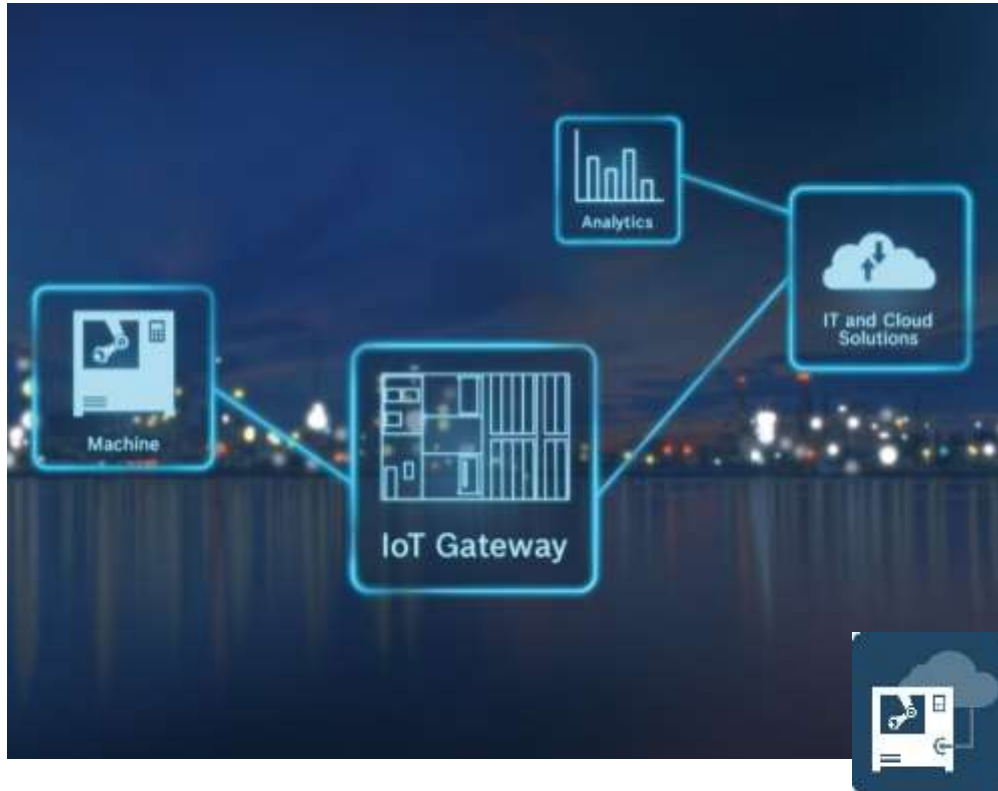 Analytics
IT and Cloud
Solutions
Machine
IoT Gateway